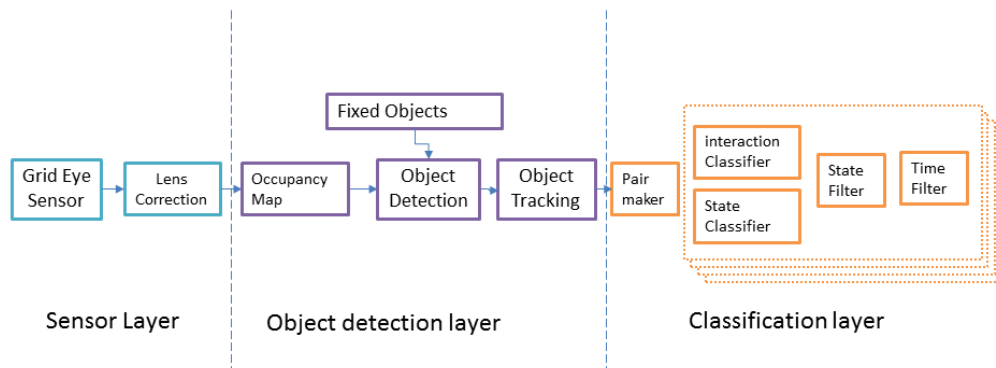 Fixed Objects
Grid Eye
Sensor
Lens
Correction
Occupancy
Map
Object
Detection
Object
Tracking
Pair
maker
interaction
Classifier
State
Classifier
State
Filter
Time
Filter
Sensor Layer
Object detection layer
Classification layer